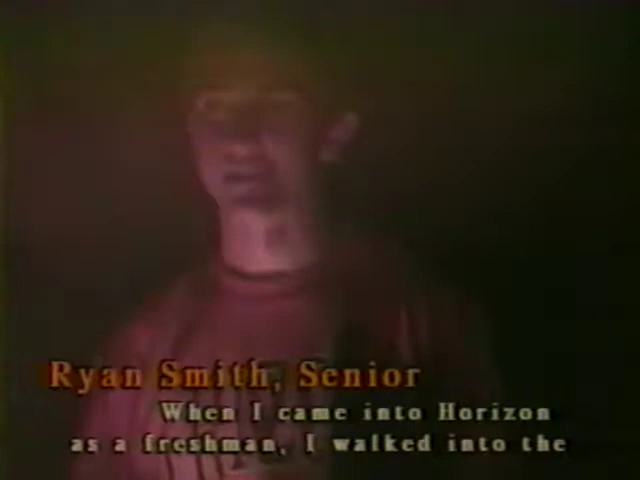 Ryan Smith, Senior
When I came into Horizon
as a freshman, I walked into the